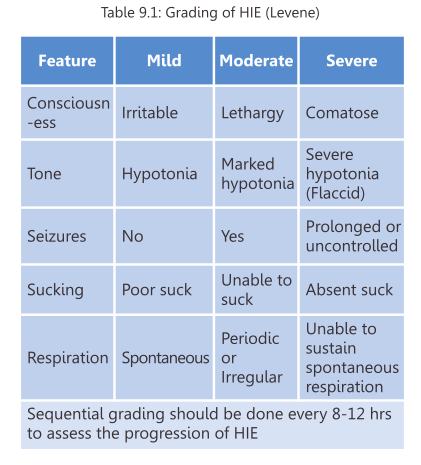 Table 9.1: Grading of HIE (Levene)
Feature Mild Moderate Severe
Consciousn
-ess Irritable Lethargy Comatose
Tone Hypotonia Marked
hypotonia Severe
hypotonia
(Flaccid)
Seizures No Yes Prolonged or
uncontrolled
Sucking Poor suck Unable to
suck Absent suck
Respiration Spontaneous Periodic
or
Irregular Unable to
sustain
spontaneous
respiration
Sequential grading should be done every 8-12 hrs
to assess the progression of HIE